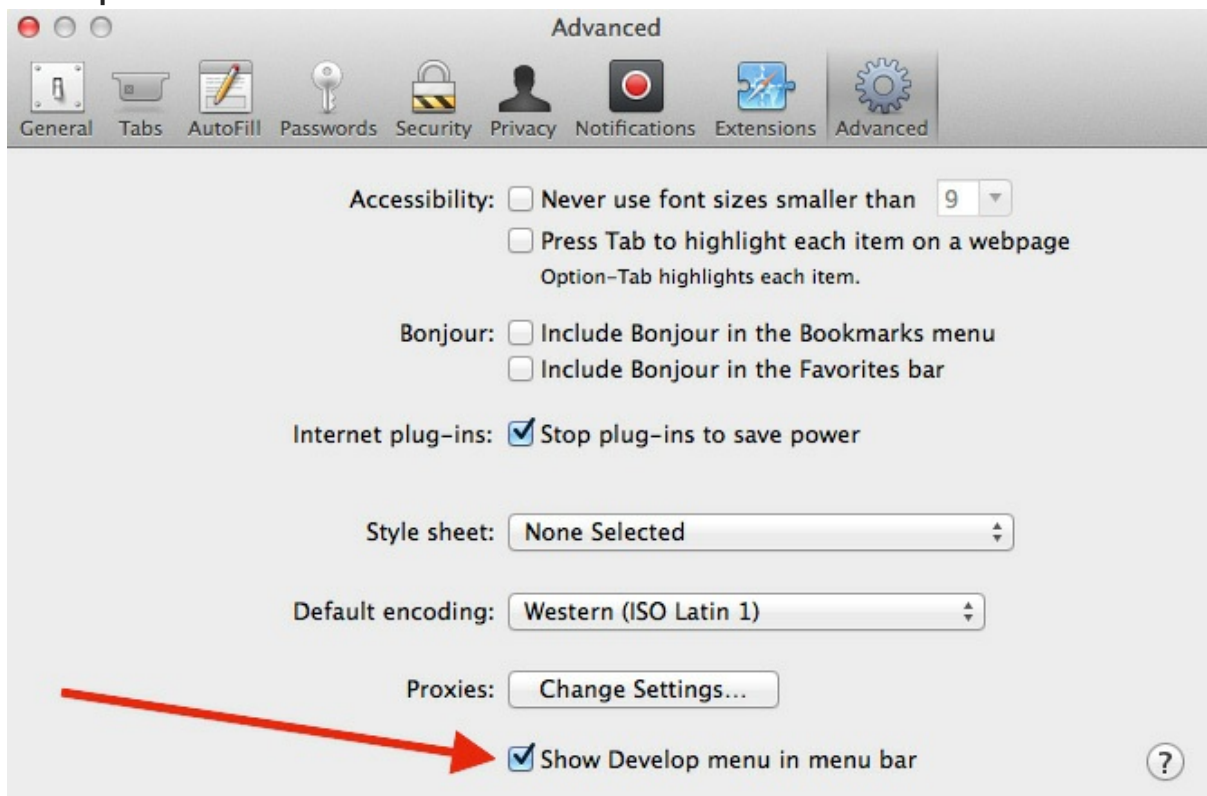 Advanced
General Tabs AutoFill Passwords Security Privacy Notifications Extensions Advanced
Accessibility: Never use font sizes smaller than 9
Press Tab to highlight each item on a webpage
Option-Tab highlights each item.
Bonjour: Include Bonjour in the Bookmarks menu
Include Bonjour in the Favorites bar
Internet plug-ins: Stop plug-ins to save power
Style sheet: None Selected
Default encoding: Western (ISO Latin 1)
Proxies: Change Settings...
Show Develop menu in menu bar ?